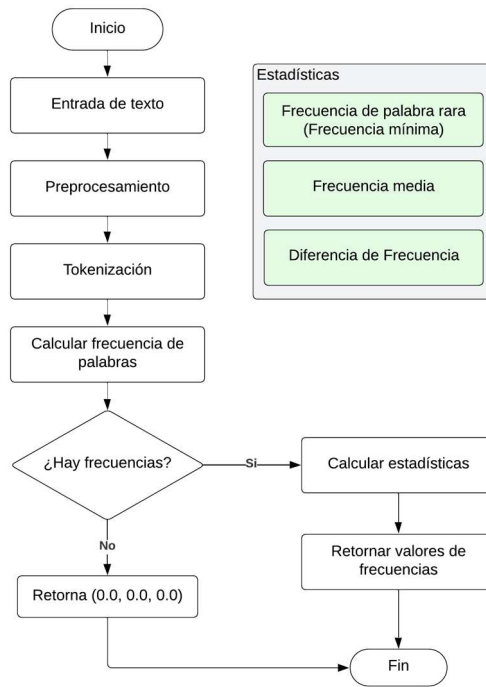 Inicio
Entrada de texto
Preprocesamiento
Tokenización
Calcular frecuencia de
palabras
¿Hay frecuencias?
Si
No
Retorna (0.0, 0.0, 0.0)
Calcular estadísticas
Retornar valores de
frecuencias
Fin
Estadísticas
Frecuencia de palabra rara
(Frecuencia mínima)
Frecuencia media
Diferencia de Frecuencia